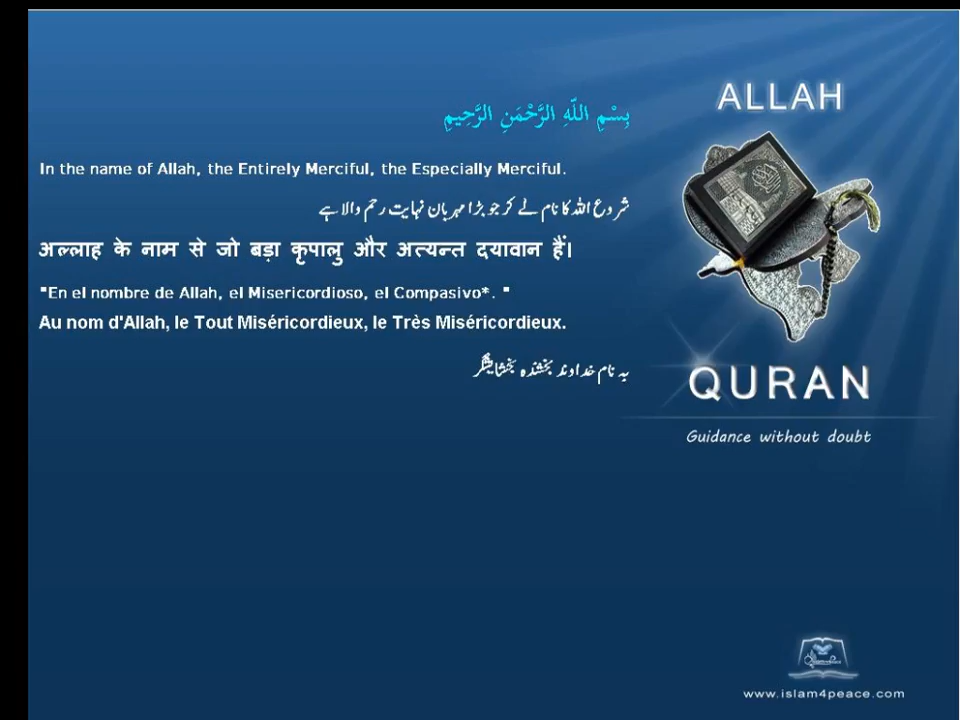 بِسْمِ اللَّهِ الرَّحْمَنِ الرَّحِيمِ
In the name of Allah, the Entirely Merciful, the Especially Merciful.
شروع الله کا نام لے کر جو بڑا مہربان نہایت رحم والا ہے
अल्लाह के नाम से जो बड़ा कृपालु और अत्यन्त दयावान हैं।
"En el nombre de Allah, el Misericordioso, el Compasivo*. "
Au nom d'Allah, le Tout Miséricordieux, le Très Miséricordieux.
به نام خداوند بخشنده بخشایشگر
ALLAH
QURAN
Guidance without doubt
www.islam4peace.com